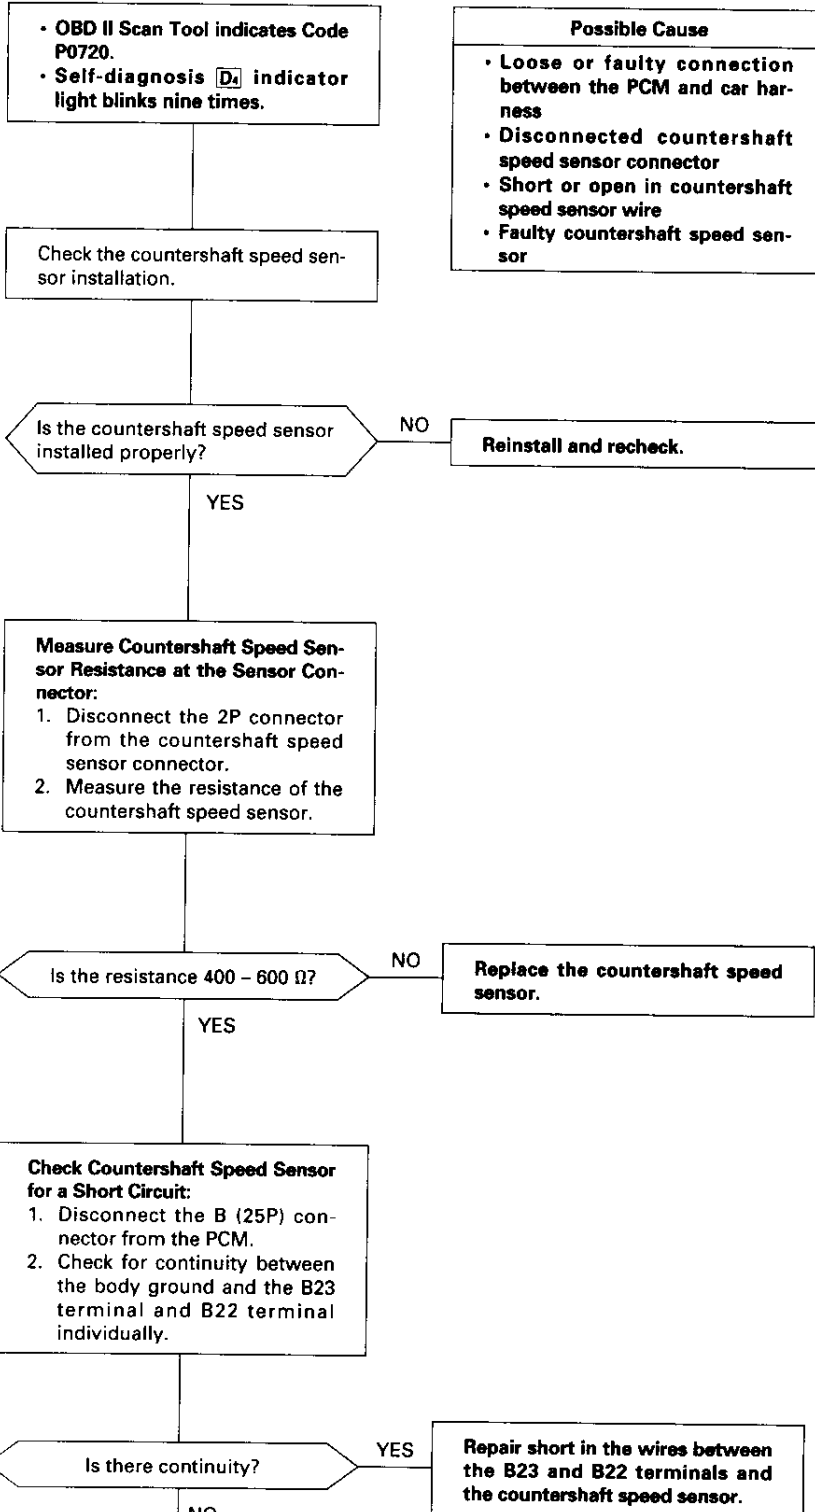 • OBD II Scan Tool indicates Code
P0720.
• Self-diagnosis D4 indicator
light blinks nine times.
Possible Cause
• Loose or faulty connection
between the PCM and car har-
ness
• Disconnected countershaft
speed sensor connector
• Short or open in countershaft
speed sensor wire
• Faulty countershaft speed sen-
sor
Check the countershaft speed sen-
sor installation.
Is the countershaft speed sensor
installed properly?
NO
Reinstall and recheck.
YES
Measure Countershaft Speed Sen-
sor Resistance at the Sensor Con-
nector:
1. Disconnect the 2P connector
from the countershaft speed
sensor connector.
2. Measure the resistance of the
countershaft speed sensor.
Is the resistance 400 – 600 Ω?
NO
Replace the countershaft speed
sensor.
YES
Check Countershaft Speed Sensor
for a Short Circuit:
1. Disconnect the B (25P) con-
nector from the PCM.
2. Check for continuity between
the body ground and the B23
terminal and B22 terminal
individually.
Is there continuity?
YES
Repair short in the wires between
the B23 and B22 terminals and
the countershaft speed sensor.
NO